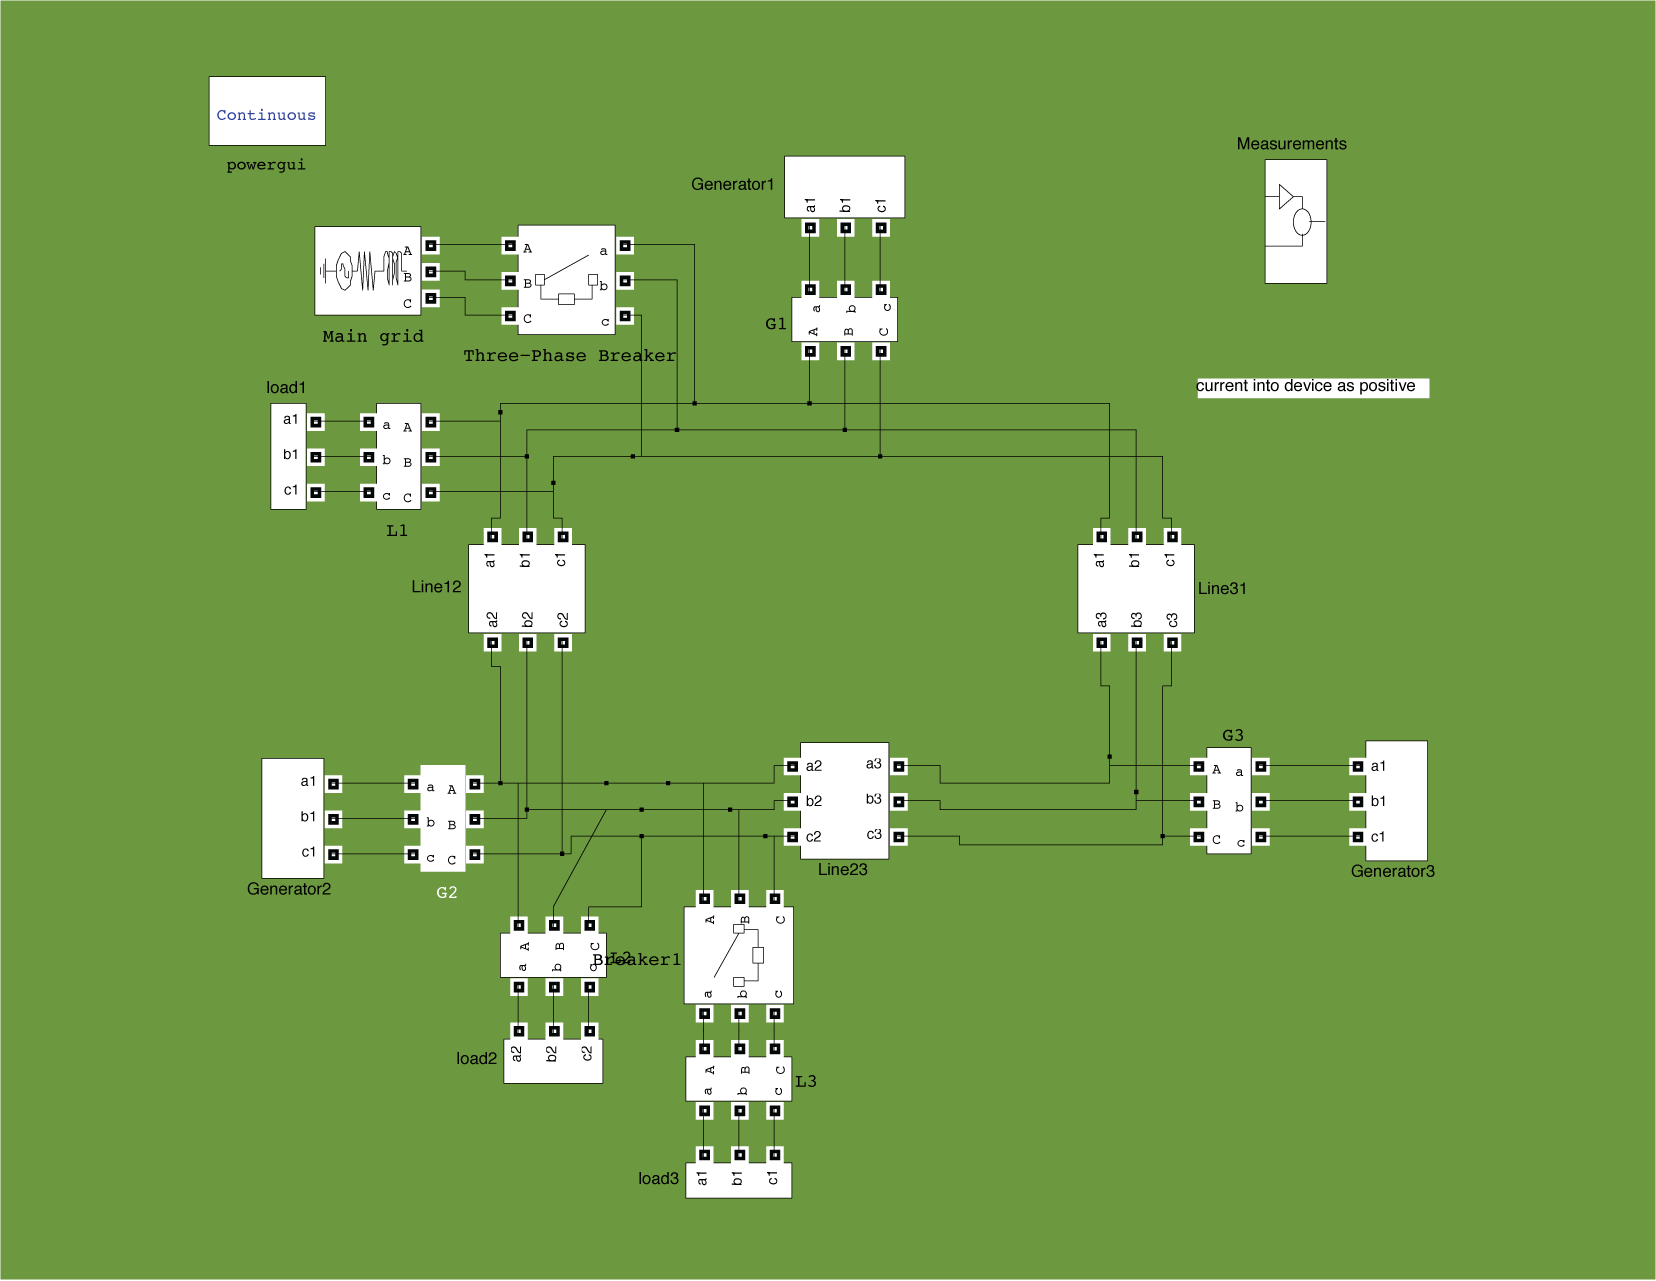 Continuous
powergui
Measurements
Generator1
a1 b1 c1
A
B
C
Main grid
A a
B b
C c
Three-Phase Breaker
G1
a b c
A B C
current into device as positive
load1
a1
b1
c1
a A
b B
c C
L1
Line12
a1 b1 c1
a2 b2 c2
Line31
a1 b1 c1
a3 b3 c3
Generator2
a1
b1
c1
a A
b B
c C
G2
a2 a3
b2 b3
c2 c3
Line23
G3
A a
B b
C c
a1
b1
c1
Generator3
A B C
a b c
L2
load2
a2 b2 c2
Breaker1
A B C
a b c
A B C
a b c
L3
load3
a1 b1 c1